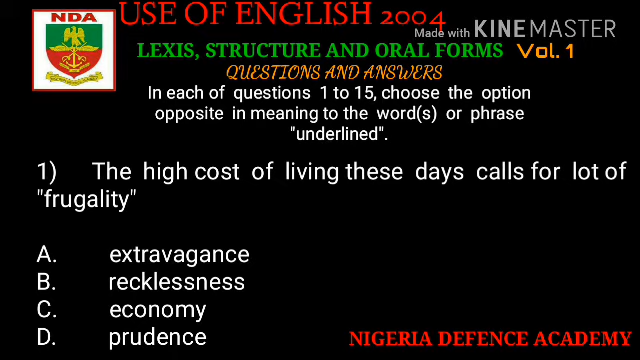 NDA
USE OF ENGLISH 2004
Made with KINEMASTER
LEXIS, STRUCTURE AND ORAL FORMS Vol. 1
QUESTIONS AND ANSWERS
In each of questions 1 to 15, choose the option
opposite in meaning to the word(s) or phrase
"underlined".
1) The high cost of living these days calls for lot of
"frugality"
A. extravagance
B. recklessness
C. economy
D. prudence
NIGERIA DEFENCE ACADEMY